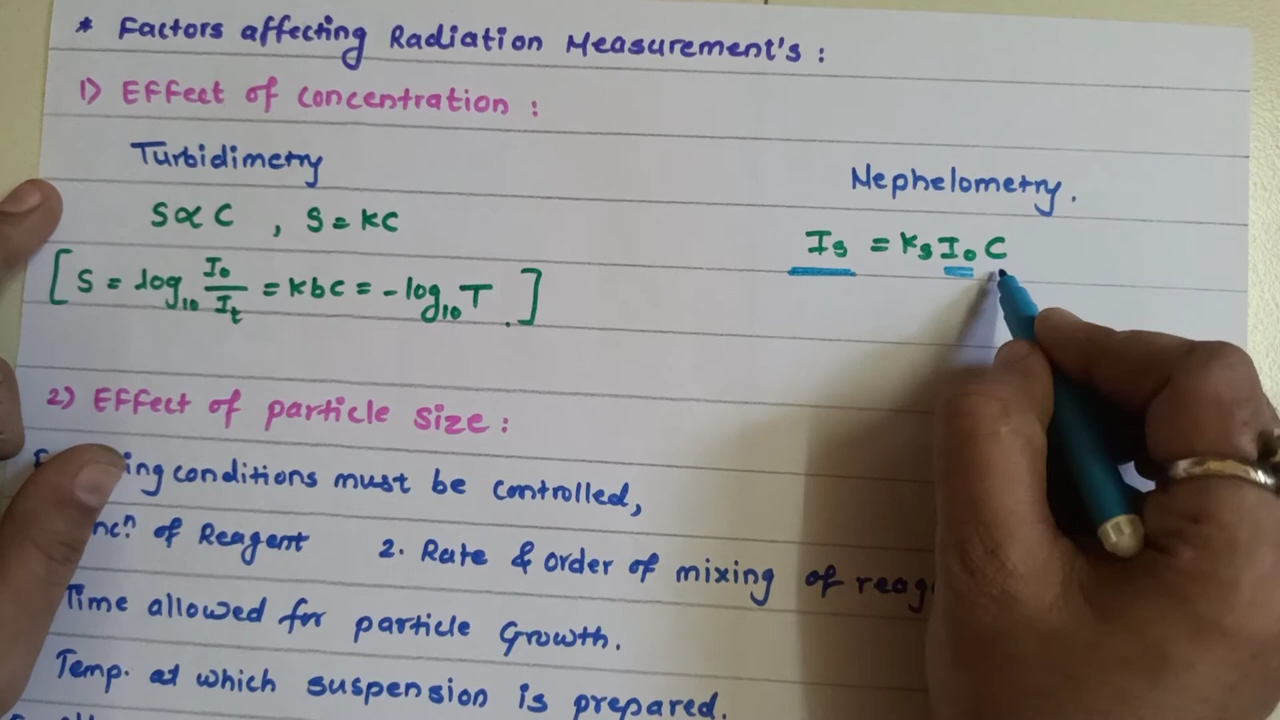 * Factors affecting Radiation Measurement's :
1) Effect of concentration :
Turbidimetry
S∝C , S=KC
[S = log₁₀ I₀/Iₜ = Kbc = -log₁₀ T .]
Nephelometry.
Is = Ks I₀ C
2) Effect of particle size :
conditions must be controlled,
of Reagent 2. Rate & order of mixing of
Time allowed for particle Growth.
Temp. at which suspension is prepared.